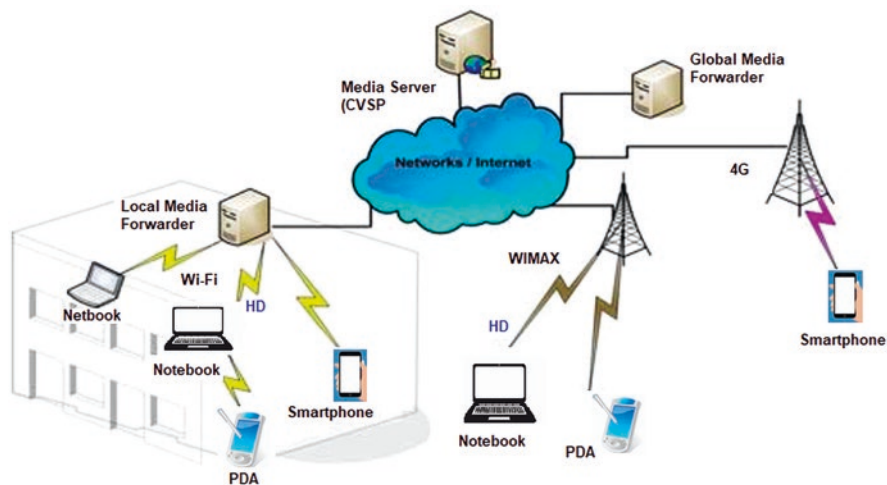 Media Server
(CVSP
Global Media
Forwarder
Networks / Internet
4G
Local Media
Forwarder
WIMAX
Wi-Fi
HD
Netbook
HD
Smartphone
Notebook
Smartphone
Notebook
PDA
PDA